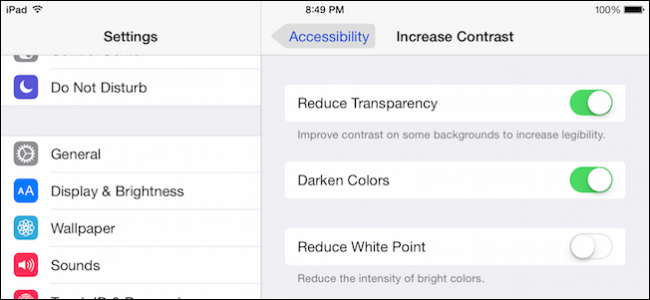 iPad 8:49 PM 100%
Settings
Do Not Disturb
General
Display & Brightness
Wallpaper
Sounds
Accessibility Increase Contrast
Reduce Transparency
Improve contrast on some backgrounds to increase legibility.
Darken Colors
Reduce White Point
Reduce the intensity of bright colors.